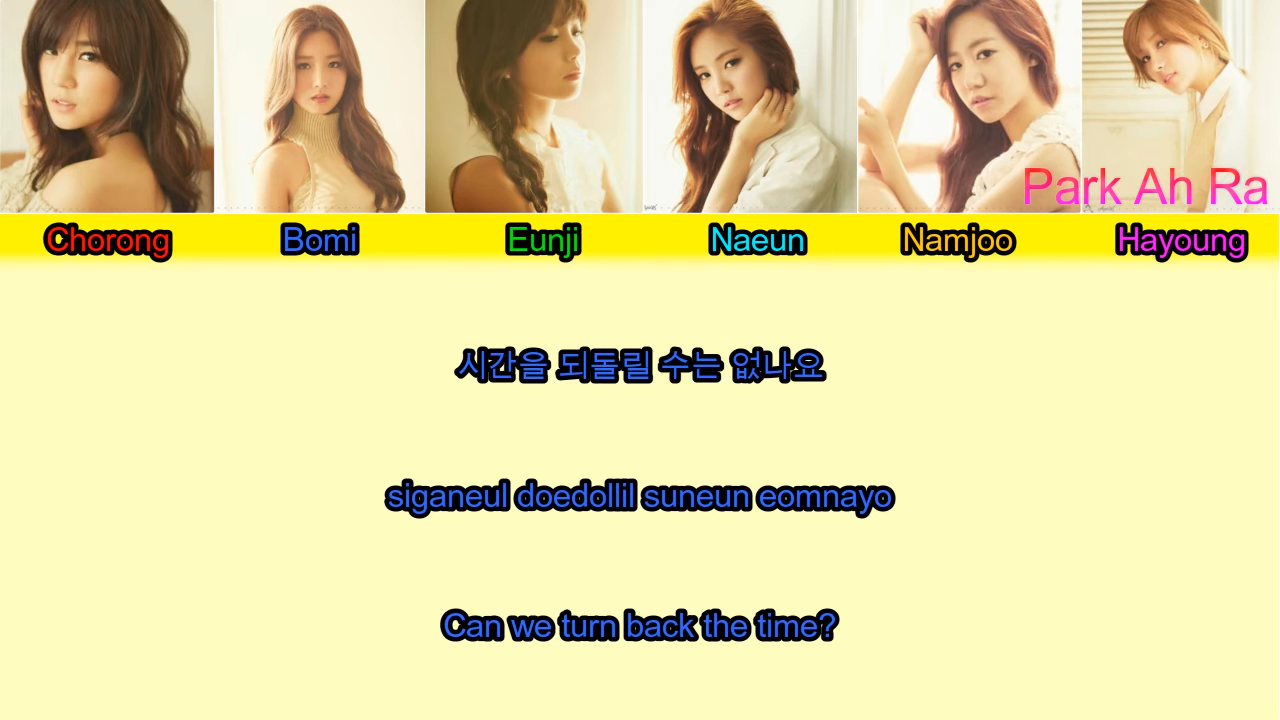 Park Ah Ra
Chorong Bomi Eunji Naeun Namjoo Hayoung
시간을 되돌릴 수는 없나요
siganeul doedollil suneun eomnayo
Can we turn back the time?